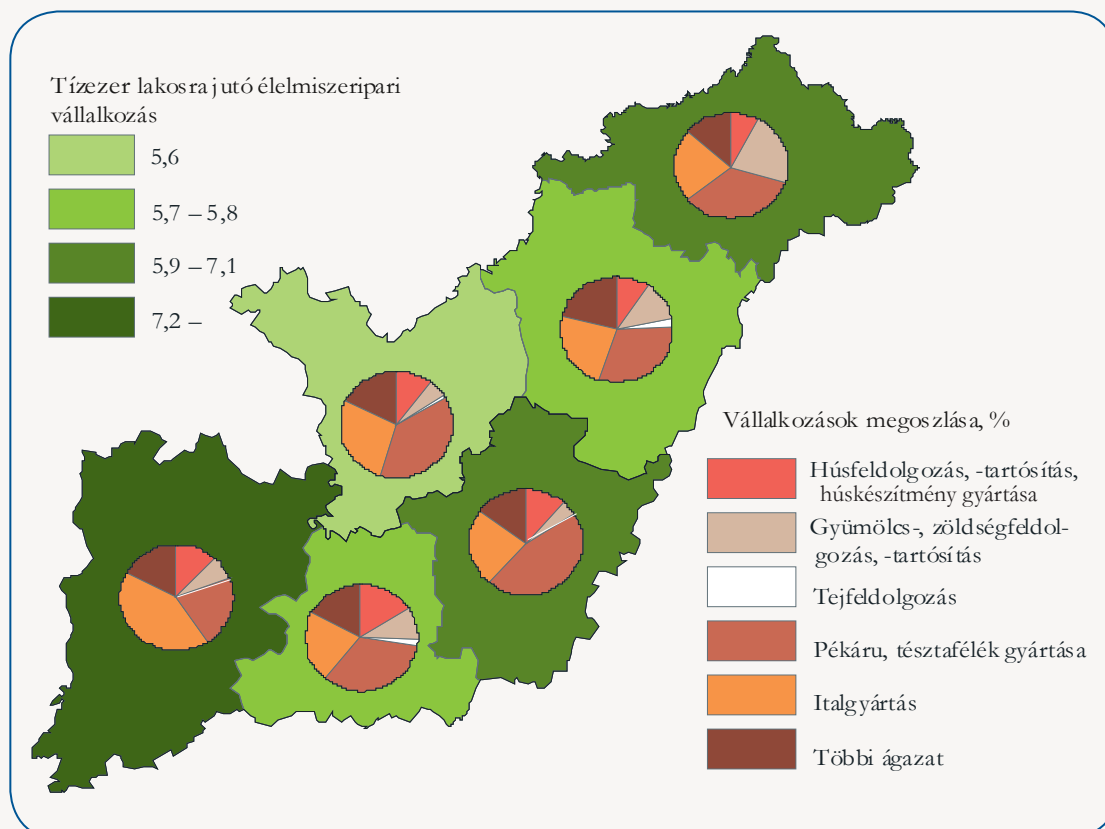 Tízezer lakosra jutó élelmiszeripari
vállalkozás
5,6
5,7 – 5,8
5,9 – 7,1
7,2 –
Vállalkozások megoszlása, %
Húsfeldolgozás, -tartósítás,
húskészítmény gyártása
Gyümölcs-, zöldségfeldol-
gozás, -tartósítás
Tejfeldolgozás
Pékáru, tésztafélék gyártása
Italgyártás
Többi ágazat